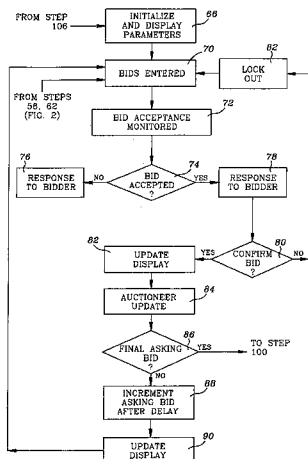 FROM STEP
106
INITIALIZE
AND DISPLAY
PARAMETERS
66
70
BIDS ENTERED
82
LOCK
OUT
FROM STEPS
56, 62
(FIG. 2)
72
BID ACCEPTANCE
MONITORED
76
RESPONSE
TO BIDDER
NO
74
BID
ACCEPTED
?
YES
78
RESPONSE
TO BIDDER
82
UPDATE
DISPLAY
YES
80
CONFIRM
BID
?
NO
84
AUCTIONEER
UPDATE
86
FINAL ASKING
BID
?
YES
TO STEP
100
NO
88
INCREMENT
ASKING BID
AFTER DELAY
90
UPDATE
DISPLAY